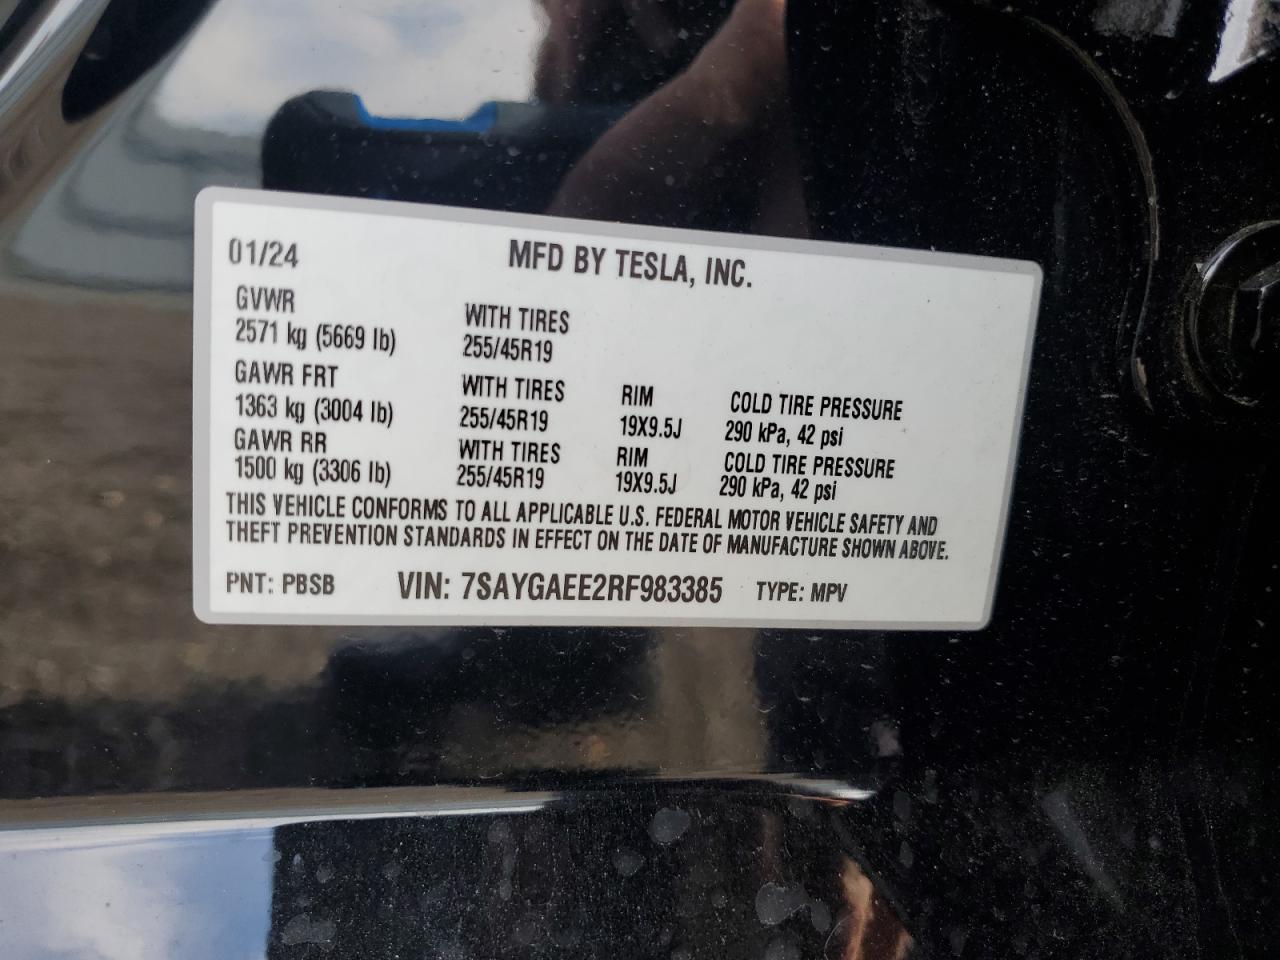 01/24 MFD BY TESLA, INC.
GVWR WITH TIRES
2571 kg (5669 lb) 255/45R19
GAWR FRT WITH TIRES RIM COLD TIRE PRESSURE
1363 kg (3004 lb) 255/45R19 19X9.5J 290 kPa, 42 psi
GAWR RR WITH TIRES RIM COLD TIRE PRESSURE
1500 kg (3306 lb) 255/45R19 19X9.5J 290 kPa, 42 psi
THIS VEHICLE CONFORMS TO ALL APPLICABLE U.S. FEDERAL MOTOR VEHICLE SAFETY AND
THEFT PREVENTION STANDARDS IN EFFECT ON THE DATE OF MANUFACTURE SHOWN ABOVE.
PNT: PBSB VIN: 7SAYGAEE2RF983385 TYPE: MPV